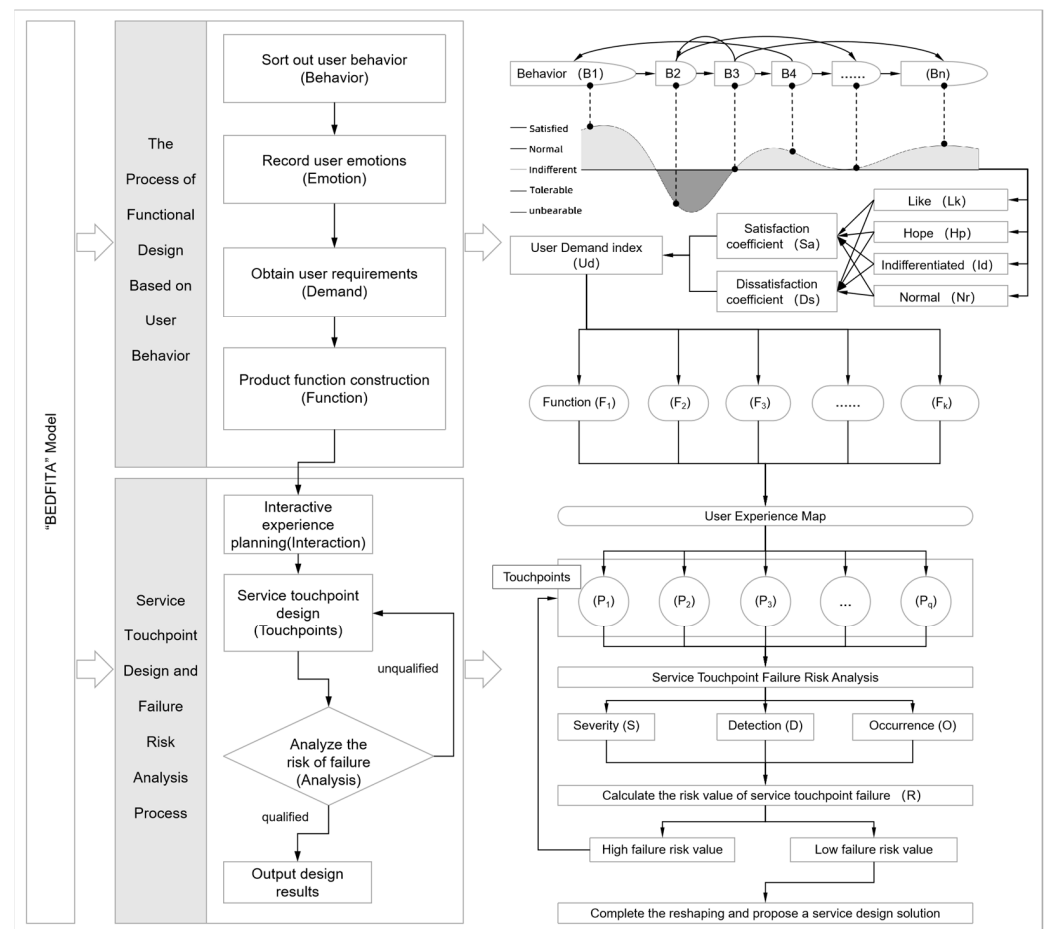 "BEDFITA" Model
The
Process of
Functional
Design
Based on
User
Behavior
Sort out user behavior
(Behavior)
Record user emotions
(Emotion)
Obtain user requirements
(Demand)
Product function construction
(Function)
Service
Touchpoint
Design and
Failure
Risk
Analysis
Process
Interactive
experience
planning(Interaction)
Service touchpoint
design
(Touchpoints)
unqualified
Analyze the
risk of failure
(Analysis)
qualified
Output design
results
Behavior (B1)
B2
B3
B4
......
(Bn)
Satisfied
Normal
Indifferent
Tolerable
unbearable
Like (Lk)
Hope (Hp)
Indifferentiated (Id)
Normal (Nr)
Satisfaction
coefficient (Sa)
Dissatisfaction
coefficient (Ds)
User Demand index
(Ud)
Function (F₁)
(F₂)
(F₃)
......
(Fₖ)
User Experience Map
Touchpoints
(P₁)
(P₂)
(P₃)
...
(P_q)
Service Touchpoint Failure Risk Analysis
Severity (S)
Detection (D)
Occurrence (O)
Calculate the risk value of service touchpoint failure (R)
High failure risk value
Low failure risk value
Complete the reshaping and propose a service design solution